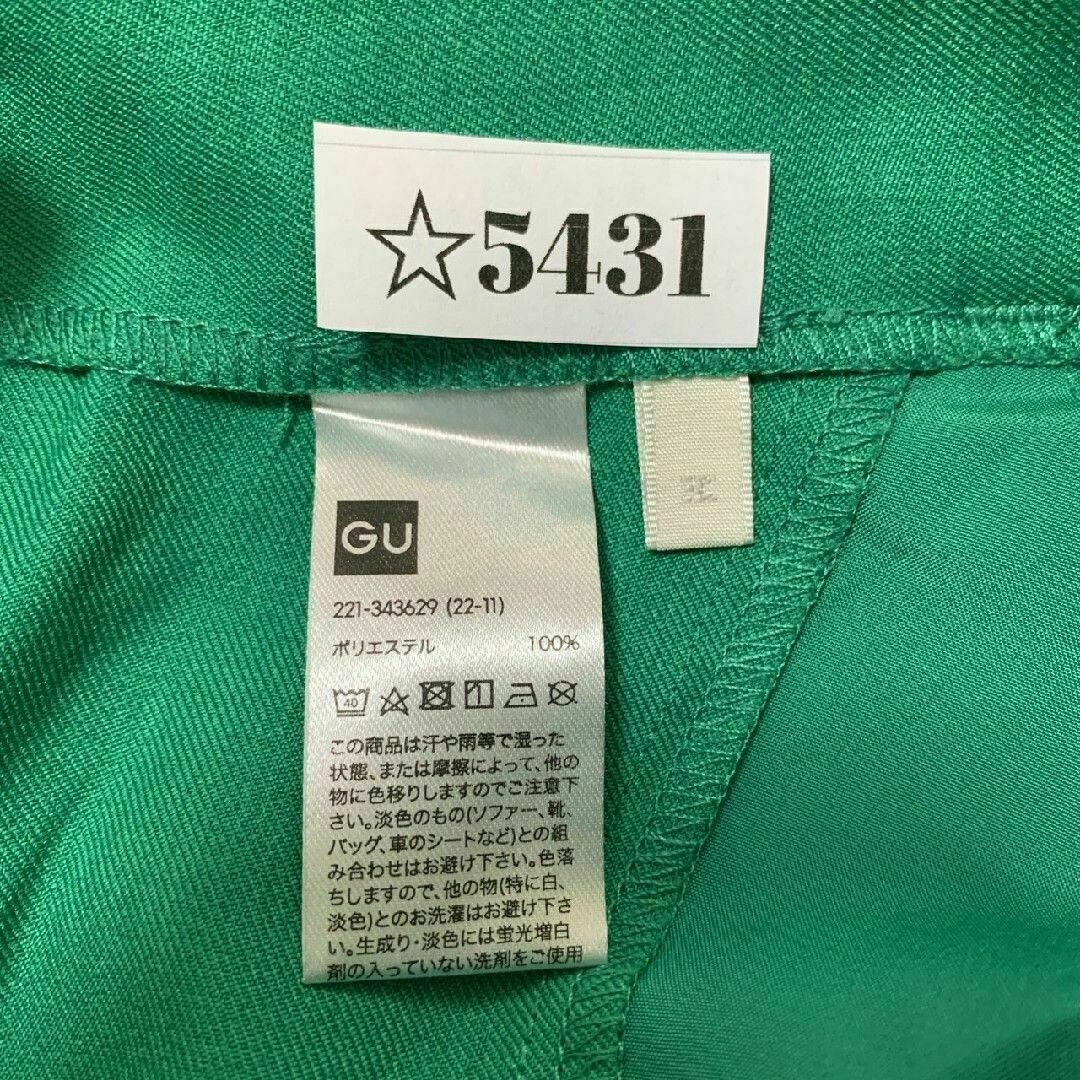 ☆5431
GU
221-343629 (22-11)
ポリエステル 100%
40
この商品は汗や雨等で湿った
状態、または摩擦によって、他の
物に色移りしますのでご注意下
さい。淡色のもの(ソファー、靴、
バッグ、車のシートなど)との組
み合わせはお避け下さい。色落
ちしますので、他の物(特に白、
淡色)とのお洗濯はお避け下さ
い。生成り・淡色には蛍光増白
剤の入っていない洗剤をご使用